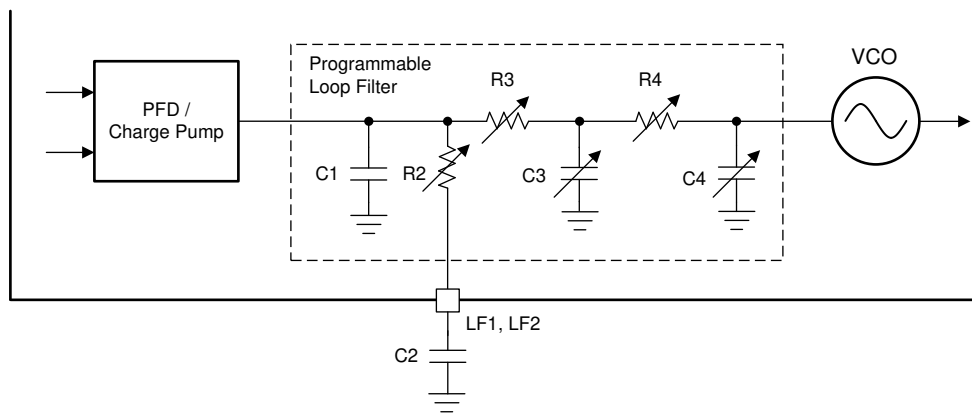 Programmable
Loop Filter
VCO
R3
R4
PFD /
Charge Pump
C1
R2
C3
C4
LF1, LF2
C2